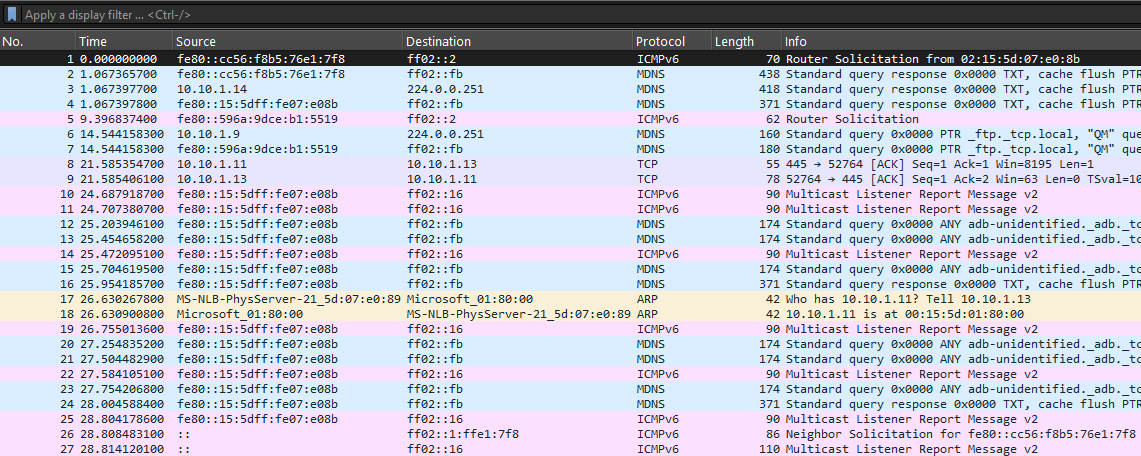 Apply a display filter ... <Ctrl-/>
No. Time Source Destination Protocol Length Info
1 0.000000000 fe80::cc56:f8b5:76e1:7f8 ff02::2 ICMPv6 70 Router Solicitation from 02:15:5d:07:e0:8b
2 1.067365700 fe80::cc56:f8b5:76e1:7f8 ff02::fb MDNS 438 Standard query response 0x0000 TXT, cache flush PTR
3 1.067397700 10.10.1.14 224.0.0.251 MDNS 418 Standard query response 0x0000 TXT, cache flush PTR
4 1.067397800 fe80::15:5dff:fe07:e08b ff02::fb MDNS 371 Standard query response 0x0000 TXT, cache flush PTR
5 9.396837400 fe80::596a:9dce:b1:5519 ff02::2 ICMPv6 62 Router Solicitation
6 14.544158300 10.10.1.9 224.0.0.251 MDNS 160 Standard query 0x0000 PTR _ftp._tcp.local, "QM" que
7 14.544158300 fe80::596a:9dce:b1:5519 ff02::fb MDNS 180 Standard query 0x0000 PTR _ftp._tcp.local, "QM" que
8 21.585354700 10.10.1.11 10.10.1.13 TCP 55 445 → 52764 [ACK] Seq=1 Ack=1 Win=8195 Len=1
9 21.585406100 10.10.1.13 10.10.1.11 TCP 78 52764 → 445 [ACK] Seq=1 Ack=2 Win=63 Len=0 TSval=10
10 24.687918700 fe80::15:5dff:fe07:e08b ff02::16 ICMPv6 90 Multicast Listener Report Message v2
11 24.707380700 fe80::15:5dff:fe07:e08b ff02::16 ICMPv6 90 Multicast Listener Report Message v2
12 25.203946100 fe80::15:5dff:fe07:e08b ff02::fb MDNS 174 Standard query 0x0000 ANY adb-unidentified._adb._tc
13 25.454658200 fe80::15:5dff:fe07:e08b ff02::fb MDNS 174 Standard query 0x0000 ANY adb-unidentified._adb._tc
14 25.472095100 fe80::15:5dff:fe07:e08b ff02::16 ICMPv6 90 Multicast Listener Report Message v2
15 25.704619500 fe80::15:5dff:fe07:e08b ff02::fb MDNS 174 Standard query 0x0000 ANY adb-unidentified._adb._tc
16 25.954185700 fe80::15:5dff:fe07:e08b ff02::fb MDNS 371 Standard query response 0x0000 TXT, cache flush PTR
17 26.630267800 MS-NLB-PhysServer-21_5d:07:e0:89 Microsoft_01:80:00 ARP 42 Who has 10.10.1.11? Tell 10.10.1.13
18 26.630900800 Microsoft_01:80:00 MS-NLB-PhysServer-21_5d:07:e0:89 ARP 42 10.10.1.11 is at 00:15:5d:01:80:00
19 26.755013600 fe80::15:5dff:fe07:e08b ff02::16 ICMPv6 90 Multicast Listener Report Message v2
20 27.254835200 fe80::15:5dff:fe07:e08b ff02::fb MDNS 174 Standard query 0x0000 ANY adb-unidentified._adb._tc
21 27.504482900 fe80::15:5dff:fe07:e08b ff02::fb MDNS 174 Standard query 0x0000 ANY adb-unidentified._adb._tc
22 27.584105100 fe80::15:5dff:fe07:e08b ff02::16 ICMPv6 90 Multicast Listener Report Message v2
23 27.754206800 fe80::15:5dff:fe07:e08b ff02::fb MDNS 174 Standard query 0x0000 ANY adb-unidentified._adb._tc
24 28.004588400 fe80::15:5dff:fe07:e08b ff02::fb MDNS 371 Standard query response 0x0000 TXT, cache flush PTR
25 28.804178600 fe80::15:5dff:fe07:e08b ff02::16 ICMPv6 90 Multicast Listener Report Message v2
26 28.808483100 :: ff02::1:ffe1:7f8 ICMPv6 86 Neighbor Solicitation for fe80::cc56:f8b5:76e1:7f8
27 28.814120100 :: ff02::16 ICMPv6 110 Multicast Listener Report Message v2